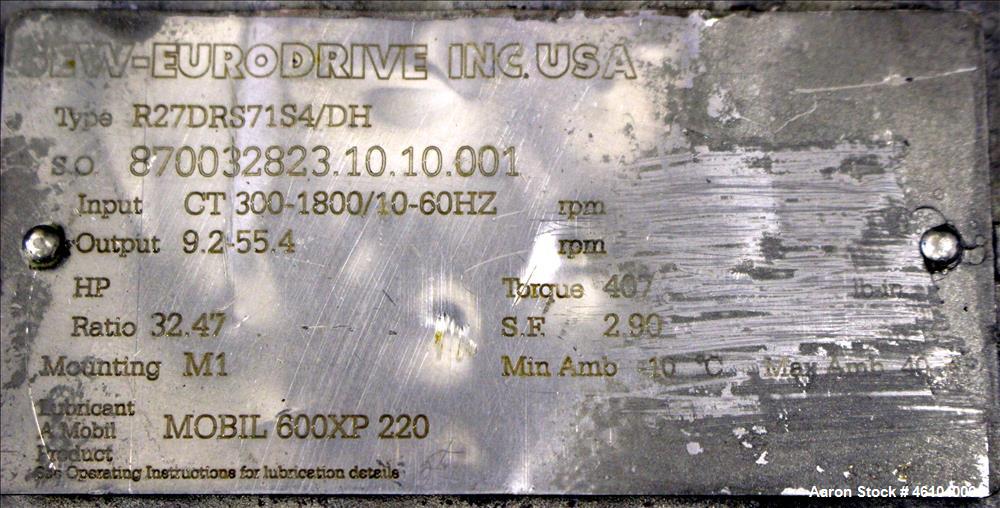 SEW-EURODRIVE INC. USA
Type R27DRS71S4/DH
S.O. 870032823.10.10.001
Input CT 300-1800/10-60HZ rpm
Output 9.2-55.4 rpm
HP Torque 407 lb-in
Ratio 32.47 S.F. 2.90
Mounting M1 Min Amb -10 °C Max Amb 40
Lubricant
A Mobil MOBIL 600XP 220
Product
See Operating Instructions for lubrication details
Aaron Stock #